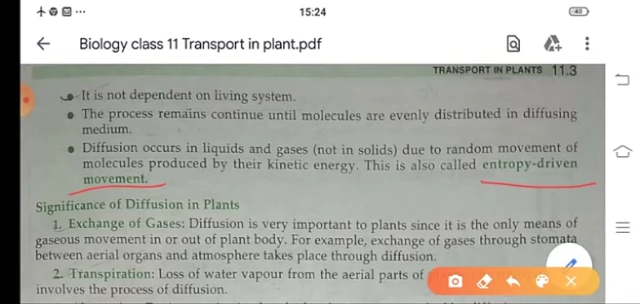 15:24
40
Biology class 11 Transport in plant.pdf
TRANSPORT IN PLANTS 11.3
It is not dependent on living system.
• The process remains continue until molecules are evenly distributed in diffusing
medium.
• Diffusion occurs in liquids and gases (not in solids) due to random movement of
molecules produced by their kinetic energy. This is also called entropy-driven
movement.
Significance of Diffusion in Plants
1. Exchange of Gases: Diffusion is very important to plants since it is the only means of
gaseous movement in or out of plant body. For example, exchange of gases through stomata
between aerial organs and atmosphere takes place through diffusion.
2. Transpiration: Loss of water vapour from the aerial parts of
involves the process of diffusion.